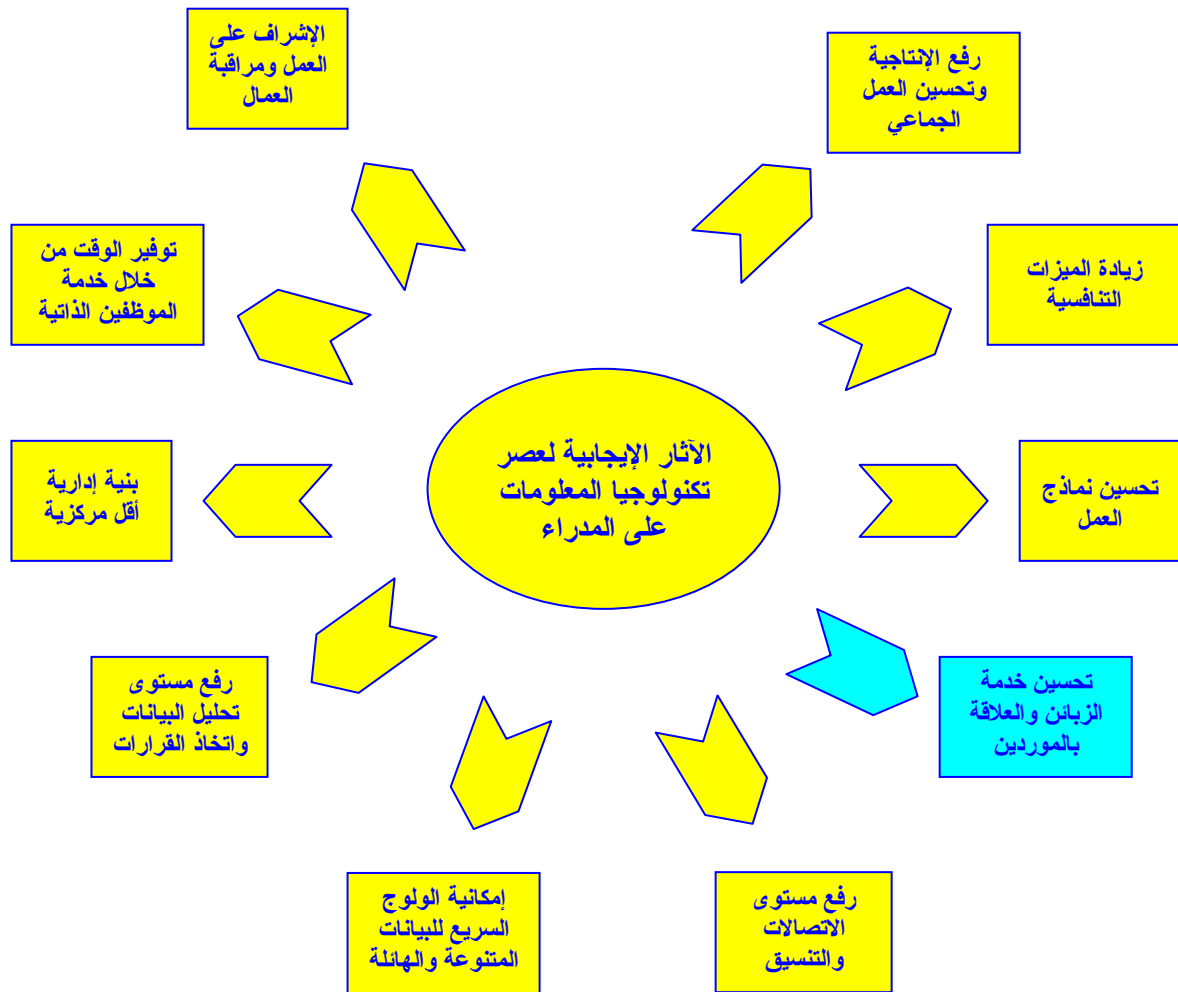 الإشراف على
العمل ومراقبة
العمال
رفع الإنتاجية
وتحسين العمل
الجماعي
توفير الوقت من
خلال خدمة
الموظفين الذاتية
زيادة الميزات
التنافسية
الآثار الإيجابية لعصر
تكنولوجيا المعلومات
على المدراء
بنية إدارية
أقل مركزية
تحسين نماذج
العمل
رفع مستوى
تحليل البيانات
واتخاذ القرارات
تحسين خدمة
الزبائن والعلاقة
بالموردين
إمكانية الولوج
السريع للبيانات
المتنوعة والهائلة
رفع مستوى
الاتصالات
والتنسيق